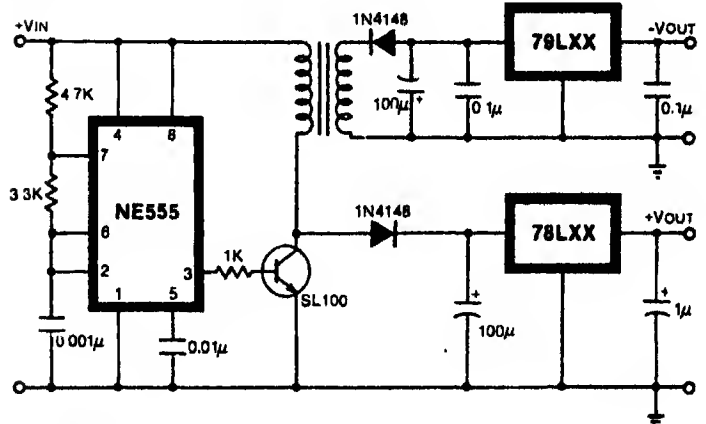 +VIN
4 7K
3 3K
0 001µ
4
8
7
NE555
6
2
3
1
5
0.01µ
1K
SL100
1N4148
100µ
+
0 1µ
79LXX
-VOUT
0.1µ
1N4148
+
100µ
78LXX
+VOUT
+
1µ